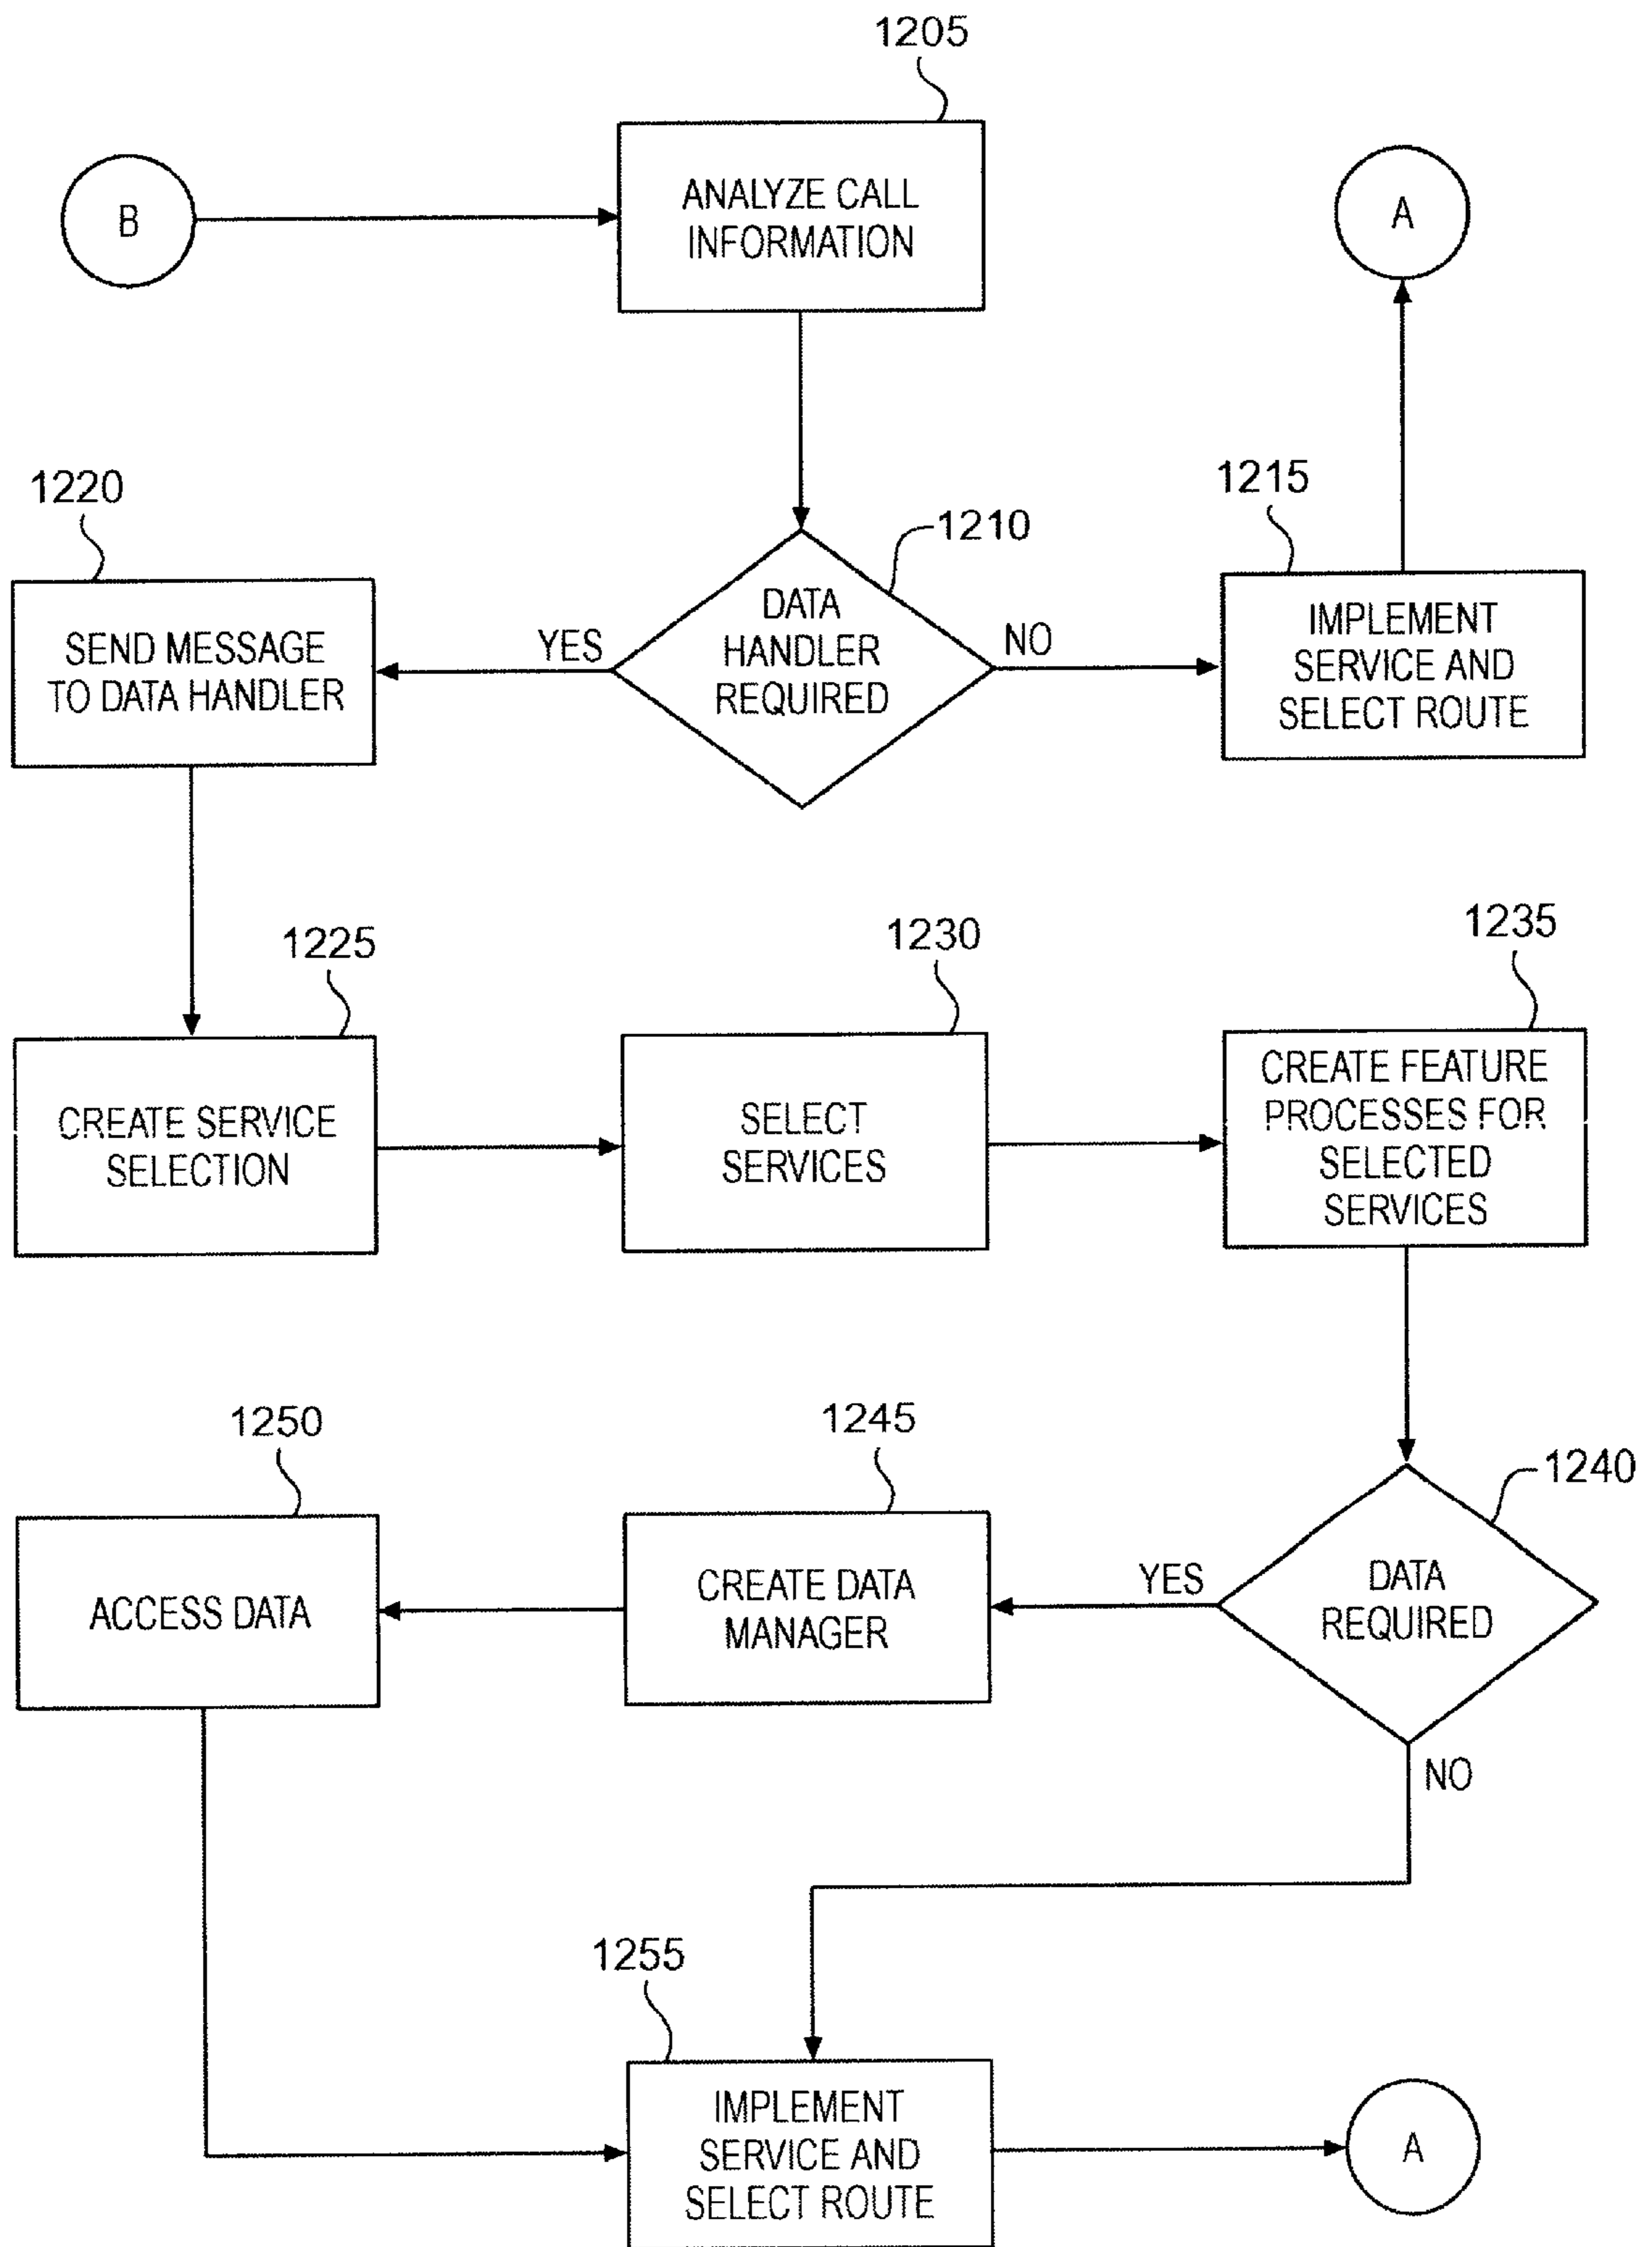 1205
B
ANALYZE CALL
INFORMATION
A
1220
1210
1215
SEND MESSAGE
TO DATA HANDLER
YES
DATA
HANDLER
REQUIRED
NO
IMPLEMENT
SERVICE AND
SELECT ROUTE
1225
1230
1235
CREATE SERVICE
SELECTION
SELECT
SERVICES
CREATE FEATURE
PROCESSES FOR
SELECTED
SERVICES
1250
1245
1240
ACCESS DATA
CREATE DATA
MANAGER
YES
DATA
REQUIRED
NO
1255
IMPLEMENT
SERVICE AND
SELECT ROUTE
A